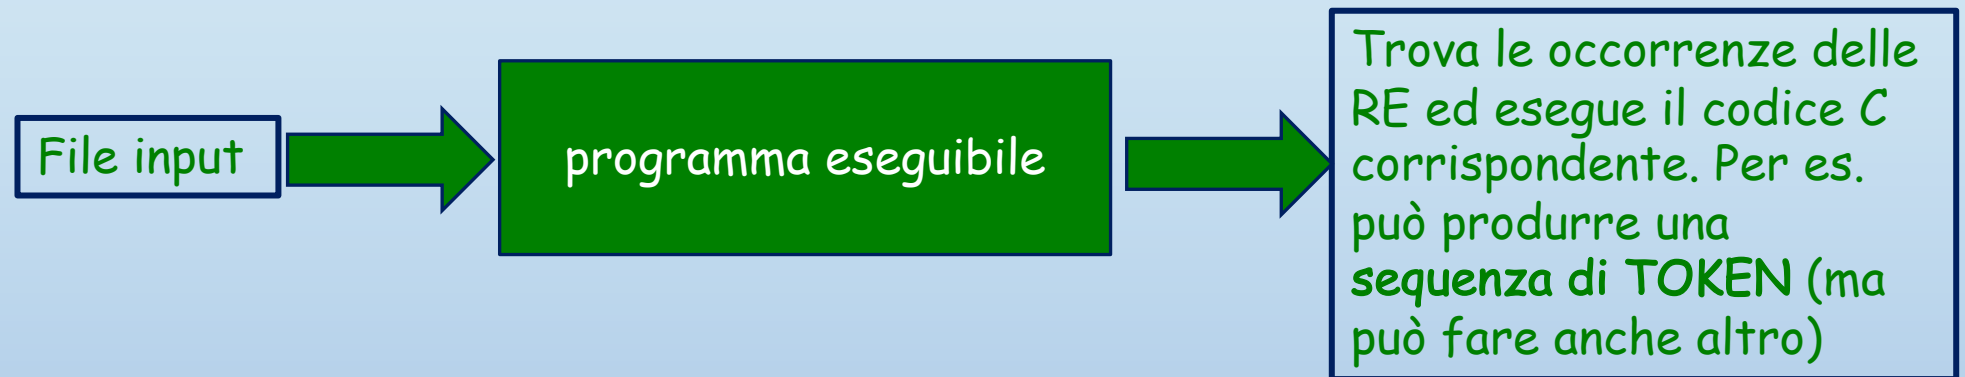 File input
programma eseguibile
Trova le occorrenze delle
RE ed esegue il codice C
corrispondente. Per es.
può produrre una
sequenza di TOKEN (ma
può fare anche altro)